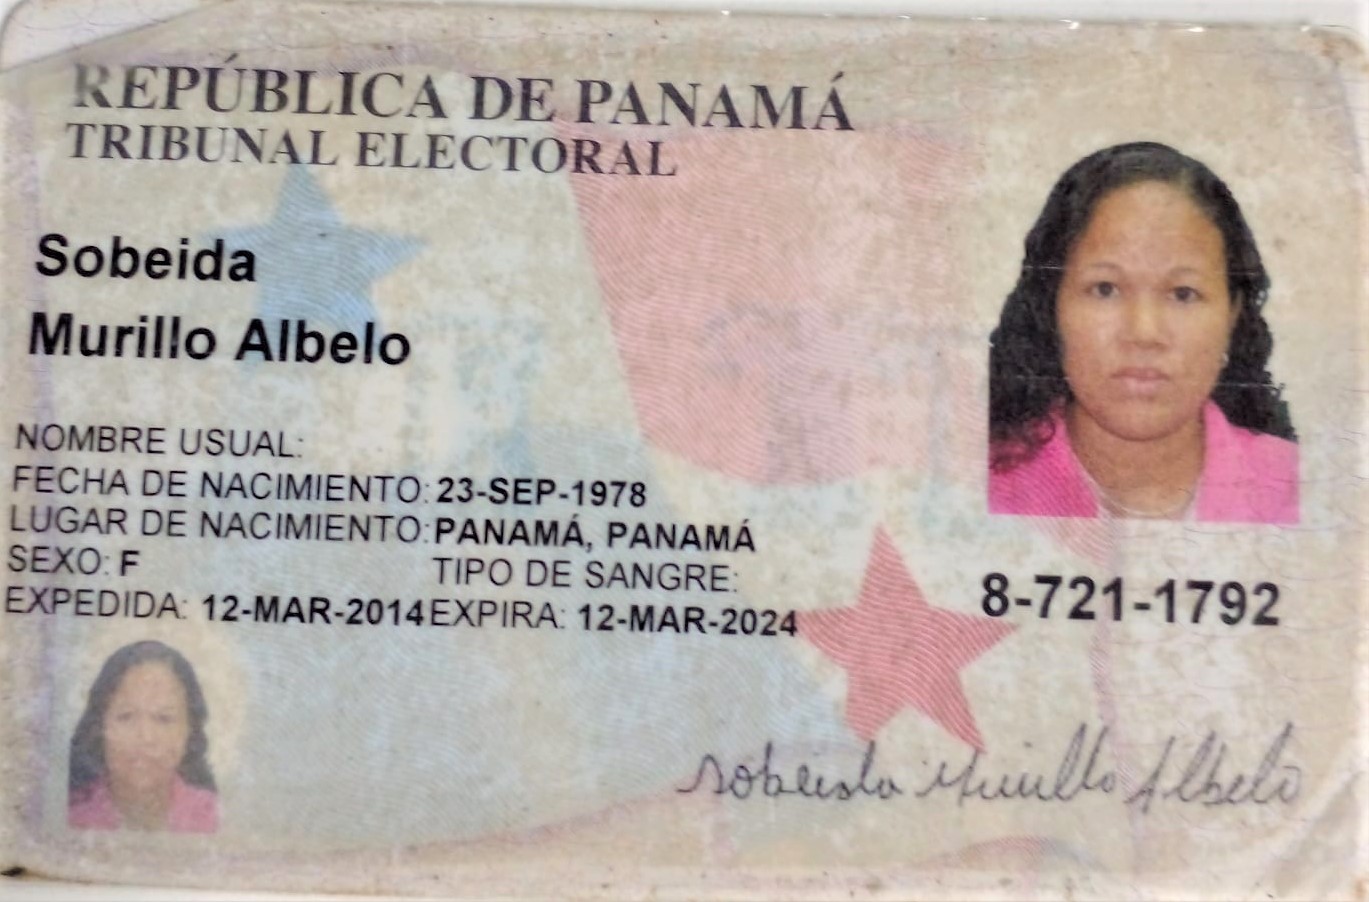 REPÚBLICA DE PANAMÁ
TRIBUNAL ELECTORAL
Sobeida
Murillo Albelo
NOMBRE USUAL:
FECHA DE NACIMIENTO: 23-SEP-1978
LUGAR DE NACIMIENTO: PANAMÁ, PANAMÁ
SEXO: F TIPO DE SANGRE:
EXPEDIDA: 12-MAR-2014 EXPIRA: 12-MAR-2024
8-721-1792
Sobeida Murillo Albelo